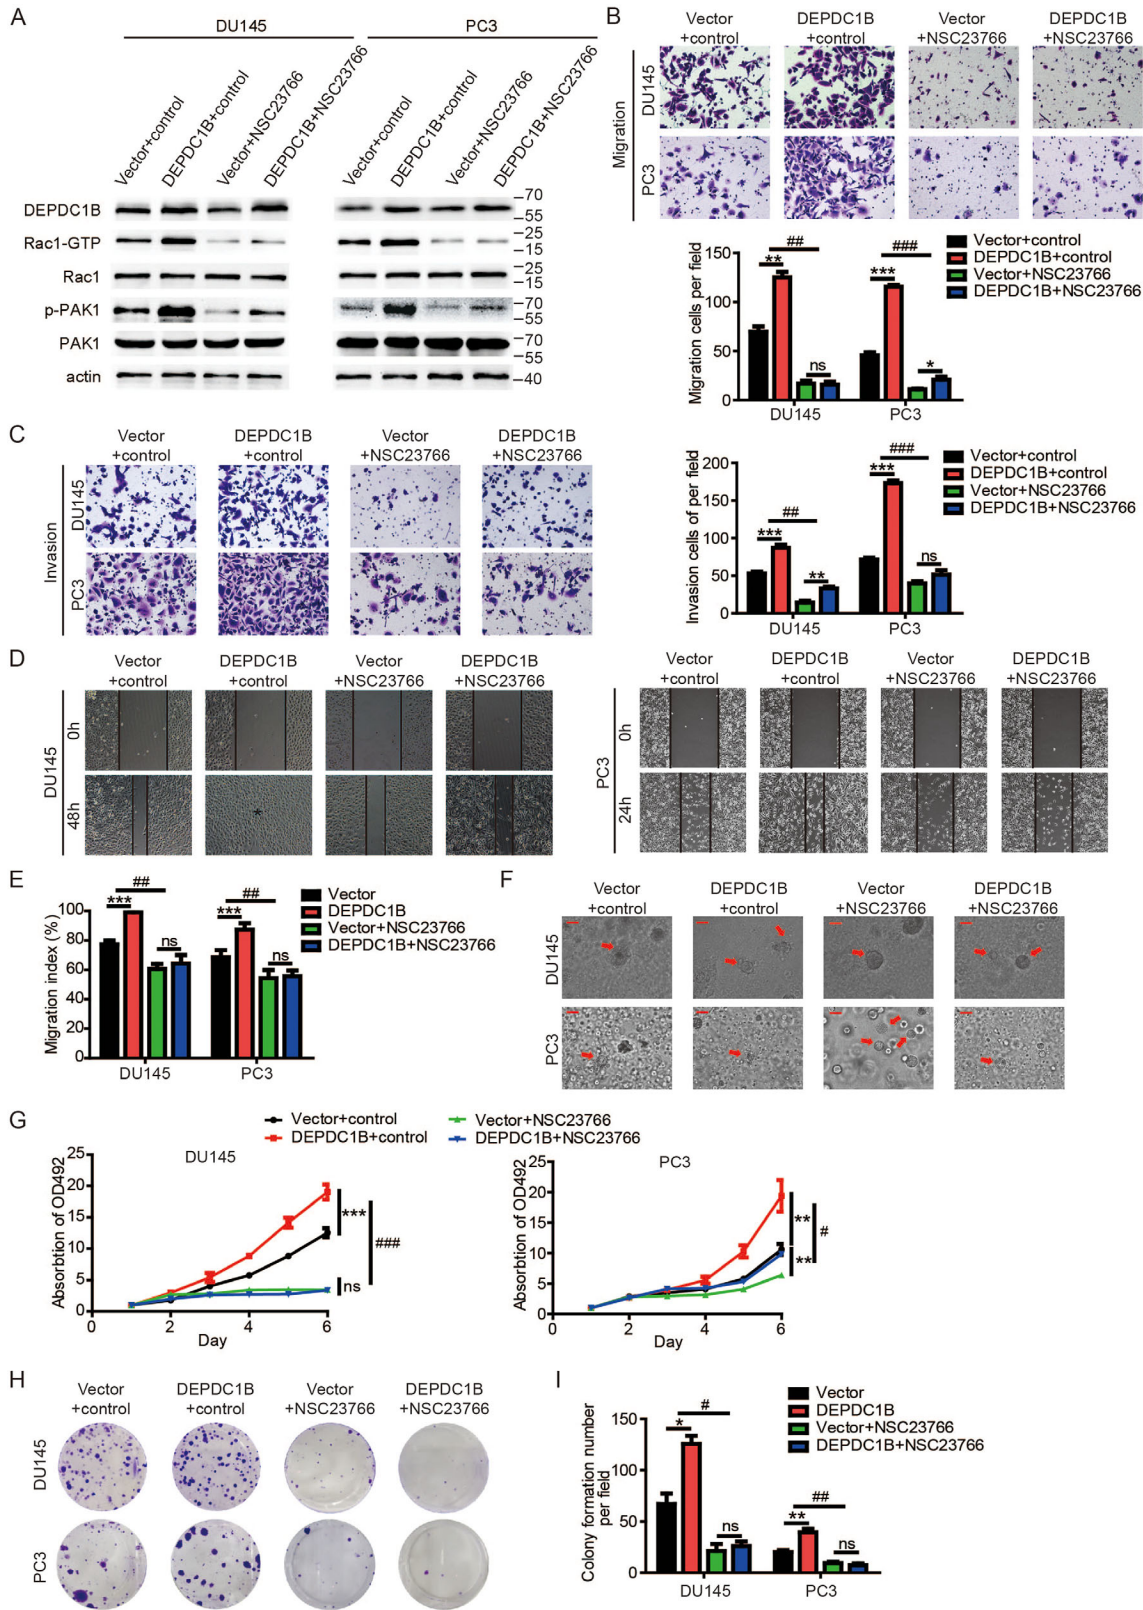 A
DU145
PC3
Vector+control
DEPDC1B+control
Vector+NSC23766
DEPDC1B+NSC23766
Vector+control
DEPDC1B+control
Vector+NSC23766
DEPDC1B+NSC23766
DEPDC1B
70
55
Rac1-GTP
25
15
Rac1
25
15
p-PAK1
70
55
PAK1
70
55
actin
40
B
Vector
+control
DEPDC1B
+control
Vector
+NSC23766
DEPDC1B
+NSC23766
Migration
DU145
PC3
Migration cells per field
150
100
50
0
**
##
ns
***
###
*
DU145
PC3
Vector+control
DEPDC1B+control
Vector+NSC23766
DEPDC1B+NSC23766
C
Vector
+control
DEPDC1B
+control
Vector
+NSC23766
DEPDC1B
+NSC23766
Invasion
DU145
PC3
Invasion cells of per field
200
150
100
50
0
***
##
**
***
###
ns
DU145
PC3
Vector+control
DEPDC1B+control
Vector+NSC23766
DEPDC1B+NSC23766
D
Vector
+control
DEPDC1B
+control
Vector
+NSC23766
DEPDC1B
+NSC23766
DU145
0h
48h
*
Vector
+control
DEPDC1B
+control
Vector
+NSC23766
DEPDC1B
+NSC23766
PC3
0h
24h
E
Migration index (%)
100
80
60
40
20
0
***
##
ns
***
##
ns
DU145
PC3
Vector
DEPDC1B
Vector+NSC23766
DEPDC1B+NSC23766
F
Vector
+control
DEPDC1B
+control
Vector
+NSC23766
DEPDC1B
+NSC23766
DU145
PC3
G
Vector+control
DEPDC1B+control
Vector+NSC23766
DEPDC1B+NSC23766
DU145
Absorbtion of OD492
25
20
15
10
5
0
0
2
4
6
Day
***
###
ns
PC3
Absorbtion of OD492
25
20
15
10
5
0
0
2
4
6
Day
**
**
#
H
Vector
+control
DEPDC1B
+control
Vector
+NSC23766
DEPDC1B
+NSC23766
DU145
PC3
I
Colony formation number
per field
150
100
50
0
*
#
ns
**
##
ns
DU145
PC3
Vector
DEPDC1B
Vector+NSC23766
DEPDC1B+NSC23766